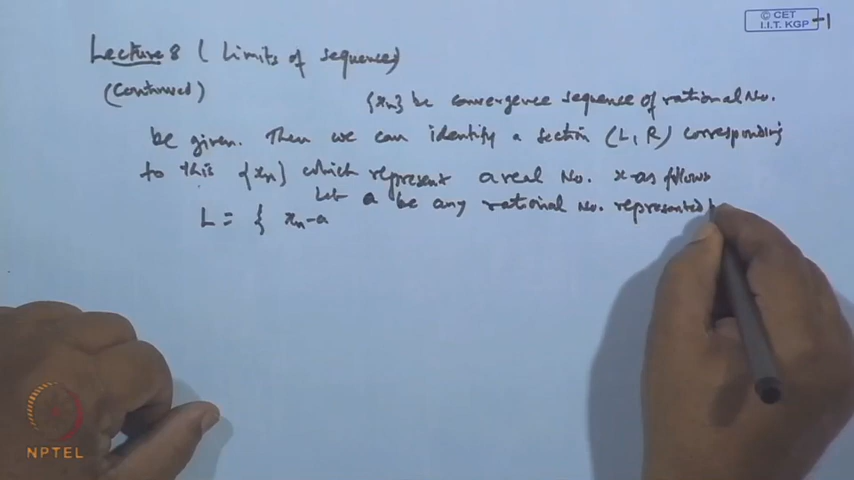 © CET
I.I.T. KGP
-1
Lecture 8 ( Limits of sequences)
(Continued)
{xn} be convergence sequence of rational No.
be given. Then we can identify a section (L, R) corresponding
to this {xn} which represent a real No. x as follows
Let a be any rational No. represented
L = { xn-a
NPTEL